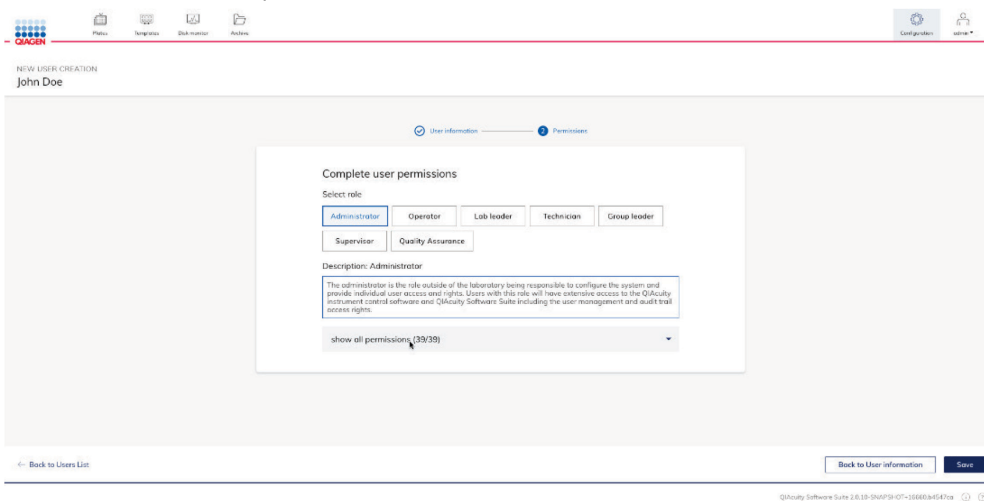 QIAGEN
Plates
Templates
Disk monitor
Archive
Configuration
admin
NEW USER CREATION
John Doe
User information
2 Permissions
Complete user permissions
Select role
Administrator
Operator
Lab leader
Technician
Group leader
Supervisor
Quality Assurance
Description: Administrator
The administrator is the role outside of the laboratory being responsible to configure the system and
provide individual user access and rights. Users with this role will have extensive access to the QIAcuity
instrument control software and QIAcuity Software Suite including the user management and audit trail
access rights.
show all permissions (39/39)
← Back to Users List
Back to User information
Save
QIAcuity Software Suite